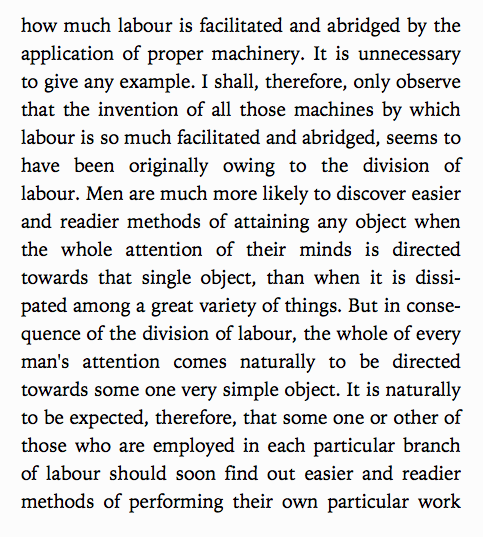 how much labour is facilitated and abridged by the
application of proper machinery. It is unnecessary
to give any example. I shall, therefore, only observe
that the invention of all those machines by which
labour is so much facilitated and abridged, seems to
have been originally owing to the division of
labour. Men are much more likely to discover easier
and readier methods of attaining any object when
the whole attention of their minds is directed
towards that single object, than when it is dissi-
pated among a great variety of things. But in conse-
quence of the division of labour, the whole of every
man's attention comes naturally to be directed
towards some one very simple object. It is naturally
to be expected, therefore, that some one or other of
those who are employed in each particular branch
of labour should soon find out easier and readier
methods of performing their own particular work